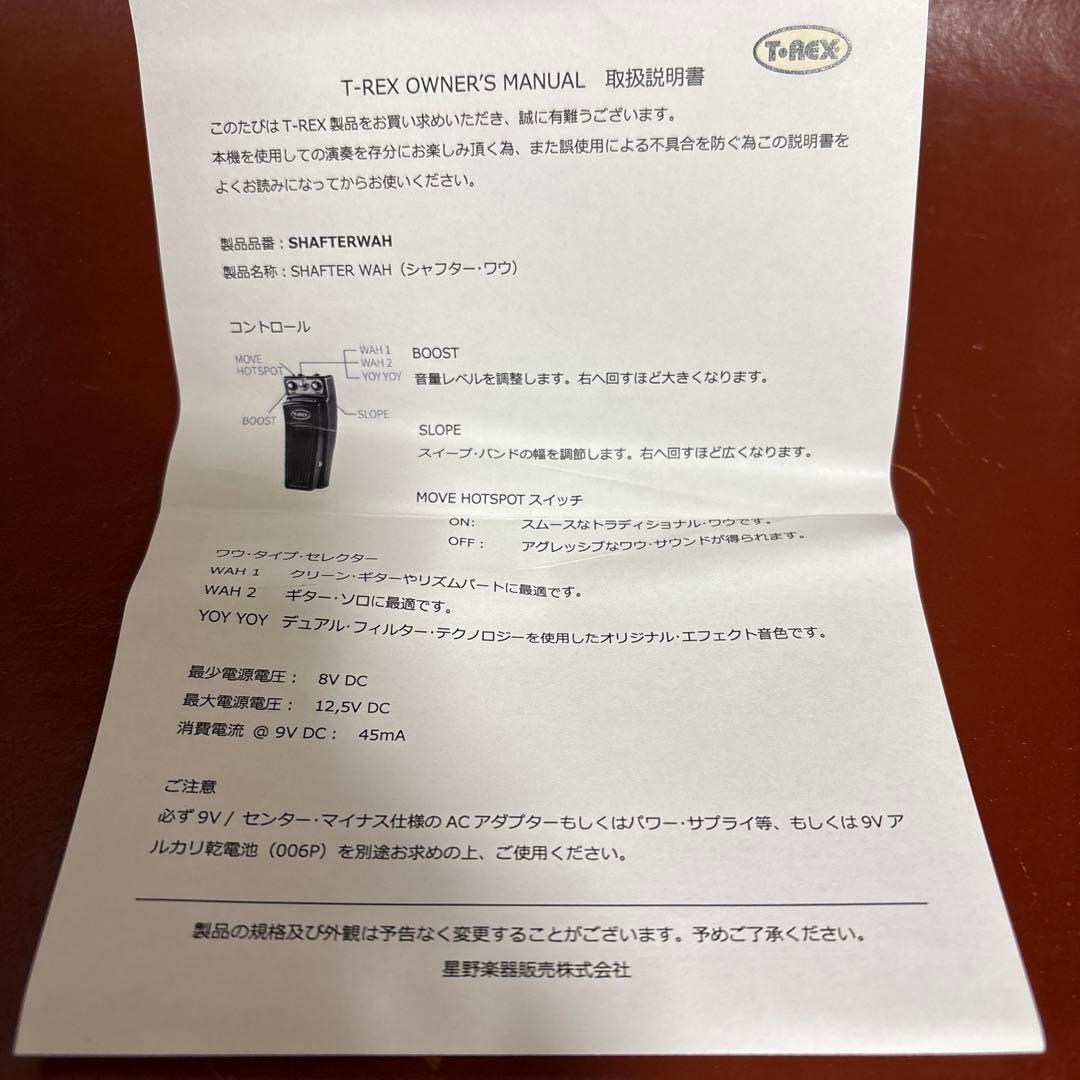 T-REX
T-REX OWNER'S MANUAL 取扱説明書
このたびは T-REX 製品をお買い求めいただき、誠に有難うございます。
本機を使用しての演奏を存分にお楽しみ頂く為、また誤使用による不具合を防ぐ為この説明書を
よくお読みになってからお使いください。
製品品番：SHAFTERWAH
製品名称：SHAFTER WAH（シャフター・ワウ）
コントロール
MOVE
HOTSPOT
WAH 1
WAH 2
YOY YOY
BOOST
SLOPE
T-REX
BOOST
音量レベルを調整します。右へ回すほど大きくなります。
SLOPE
スイープ・バンドの幅を調節します。右へ回すほど広くなります。
MOVE HOTSPOT スイッチ
ON: スムースなトラディショナル・ワウです。
OFF： アグレッシブなワウ・サウンドが得られます。
ワウ・タイプ・セレクター
WAH 1 クリーン・ギターやリズムパートに最適です。
WAH 2 ギター・ソロに最適です。
YOY YOY デュアル・フィルター・テクノロジーを使用したオリジナル・エフェクト音色です。
最少電源電圧： 8V DC
最大電源電圧： 12,5V DC
消費電流 @ 9V DC： 45mA
ご注意
必ず 9V / センター・マイナス仕様の AC アダプターもしくはパワー・サプライ等、もしくは 9V ア
ルカリ乾電池（006P）を別途お求めの上、ご使用ください。
製品の規格及び外観は予告なく変更することがございます。予めご了承ください。
星野楽器販売株式会社